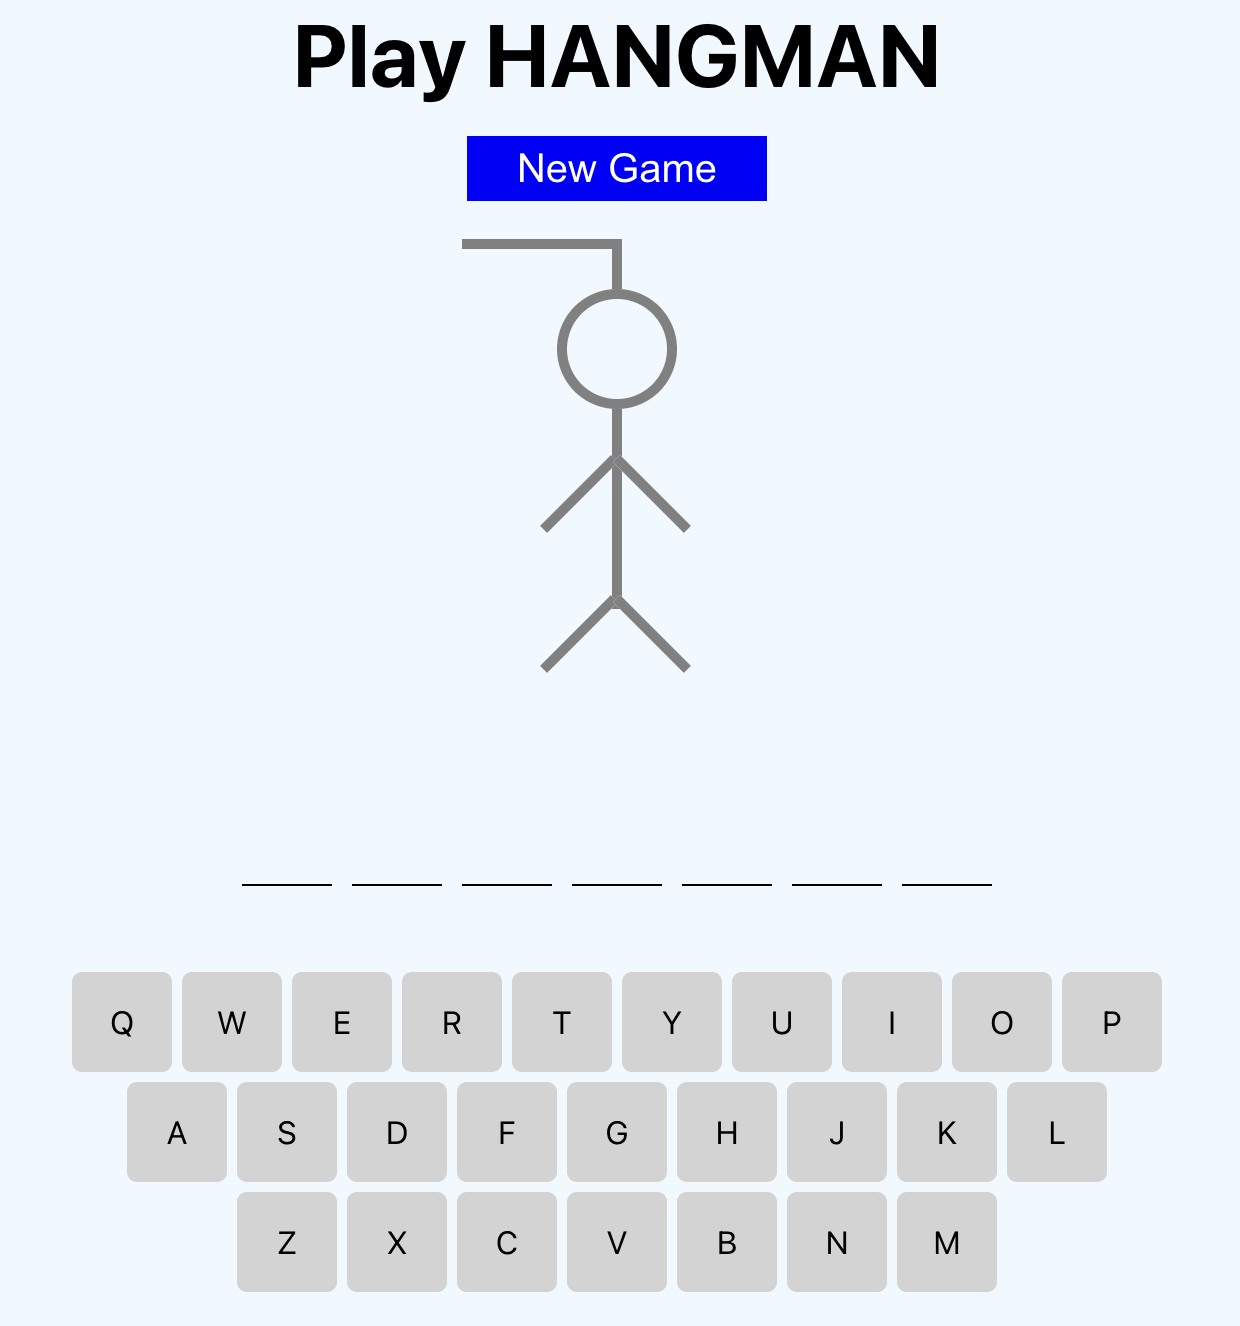 Play HANGMAN
New Game
Q W E R T Y U I O P
A S D F G H J K L
Z X C V B N M